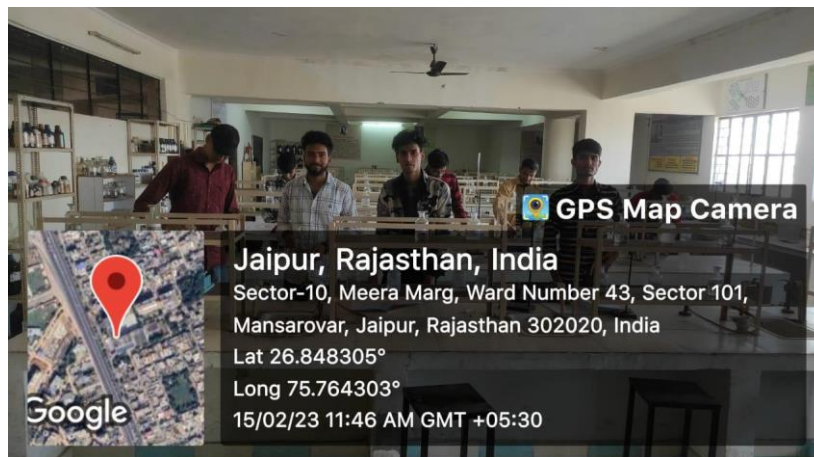 GPS Map Camera
Jaipur, Rajasthan, India
Sector-10, Meera Marg, Ward Number 43, Sector 101,
Mansarovar, Jaipur, Rajasthan 302020, India
Lat 26.848305°
Long 75.764303°
15/02/23 11:46 AM GMT +05:30
Google